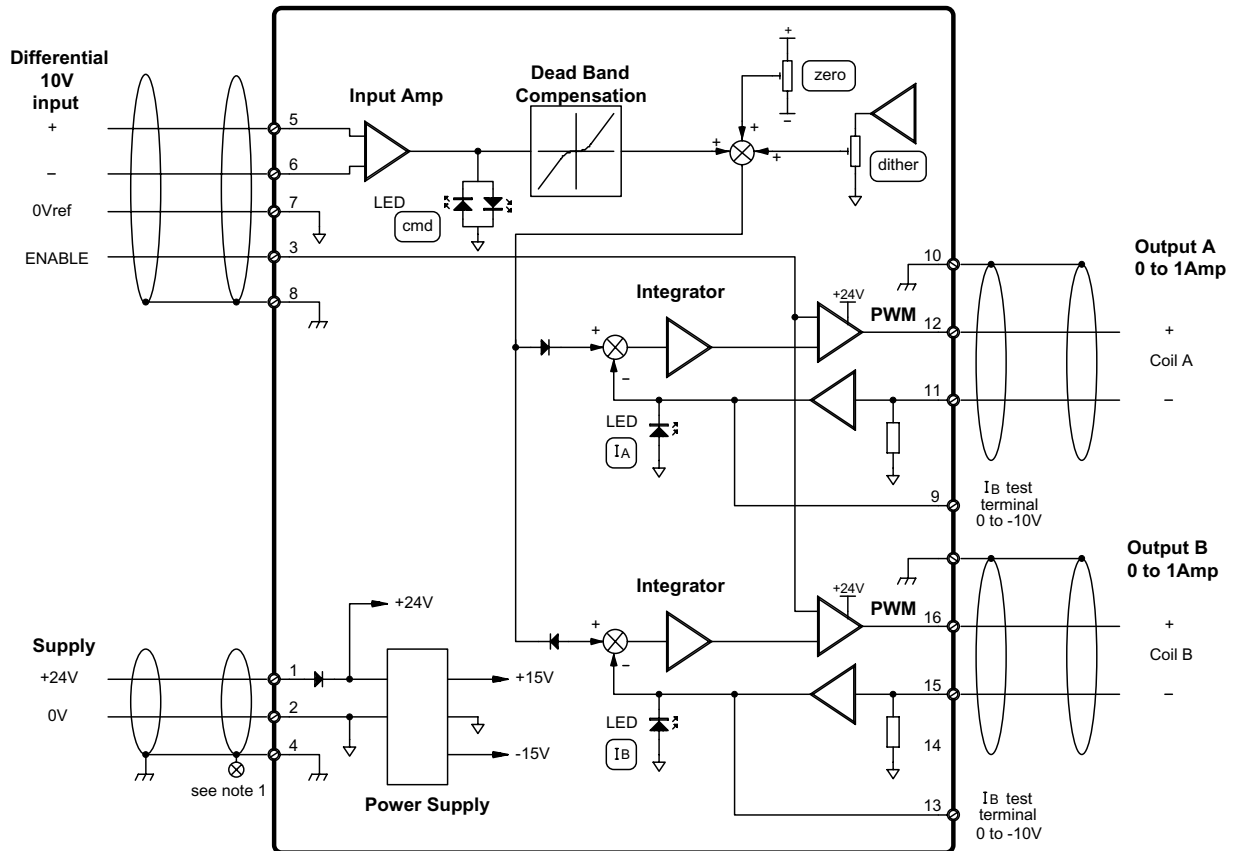 Differential
10V
input
+
−
0Vref
ENABLE
5
6
7
3
8
Input Amp
LED
cmd
Dead Band
Compensation
+
zero
−
+
+
+
dither
Integrator
+
−
+24V
PWM
LED
IA
10
12
11
9
Output A
0 to 1Amp
+
Coil A
−
IB test
terminal
0 to -10V
Integrator
+
−
+24V
PWM
LED
IB
16
15
14
13
Output B
0 to 1Amp
+
Coil B
−
IB test
terminal
0 to -10V
Supply
+24V
0V
1
2
4
see note 1
+24V
+15V
-15V
Power Supply